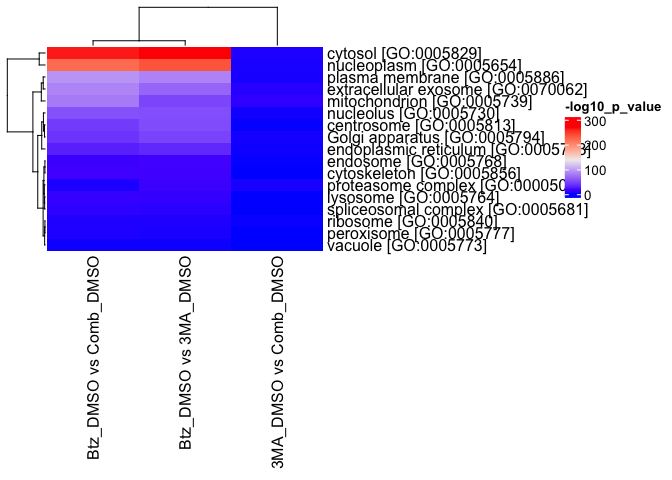 cytosol [GO:0005829]
nucleoplasm [GO:0005654]
plasma membrane [GO:0005886]
extracellular exosome [GO:0070062]
mitochondrion [GO:0005739]
nucleolus [GO:0005730]
centrosome [GO:0005813]
Golgi apparatus [GO:0005794]
endoplasmic reticulum
endosome [GO:0005768]
cytoskeleton [GO:0005856]
proteasome complex
lysosome [GO:0005764]
spliceosomal complex [GO:0005681]
ribosome [GO:0005840]
peroxisome [GO:0005777]
vacuole [GO:0005773]
-log10_p_value
300
200
100
0
Btz_DMSO vs Comb_DMSO
Btz_DMSO vs 3MA_DMSO
3MA_DMSO vs Comb_DMSO